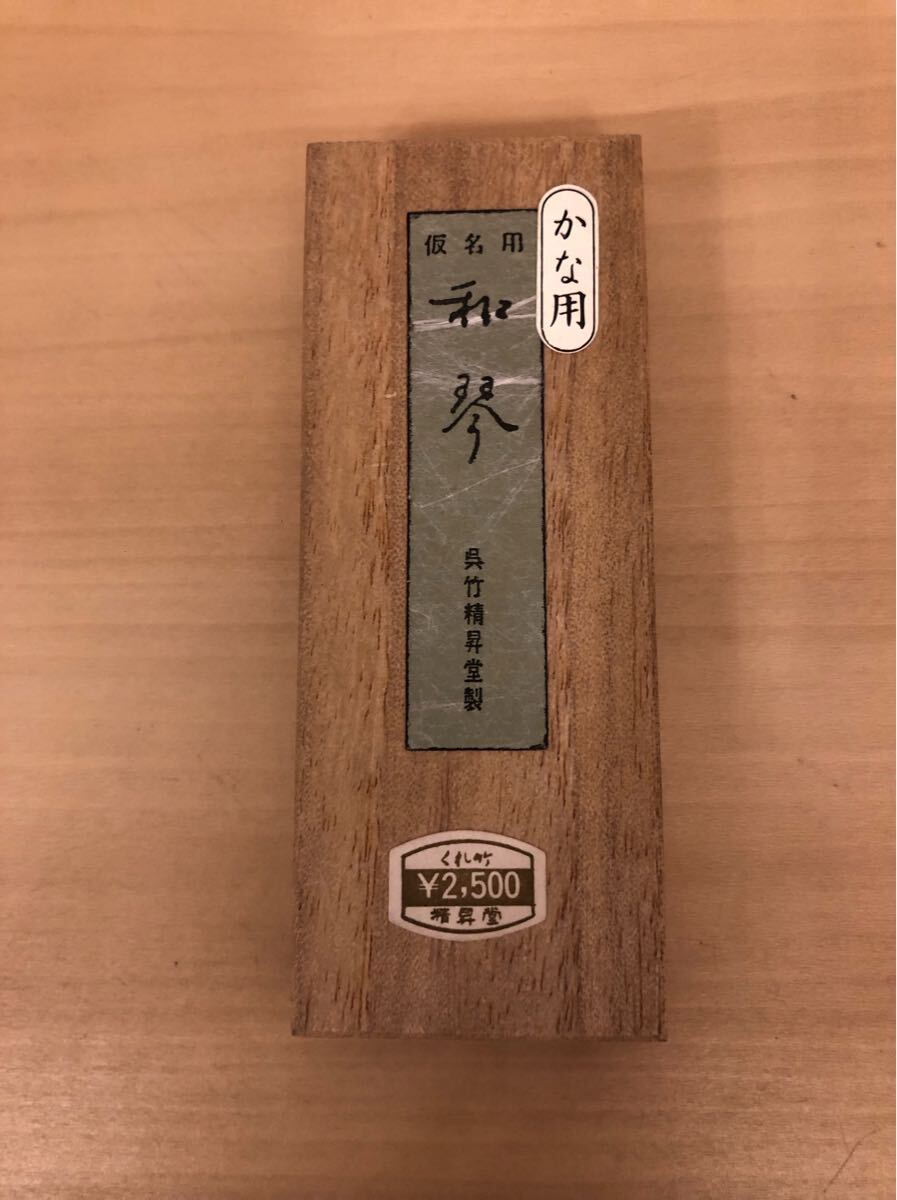 仮名用
和琴
呉竹精昇堂製
かな用
くれ竹
¥2,500
精昇堂